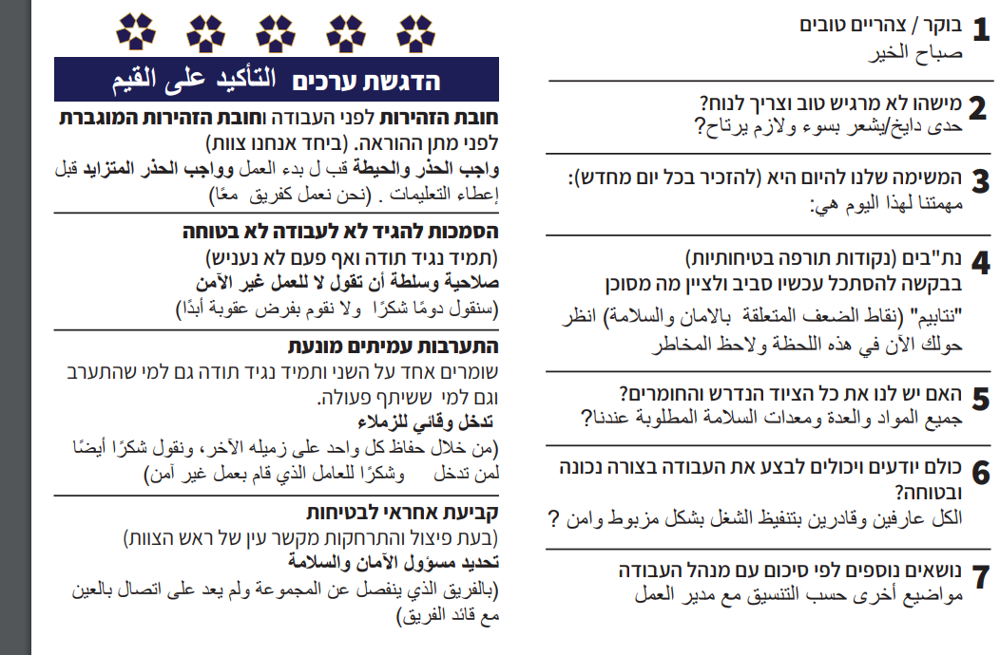 1 בוקר / צהריים טובים
صباح الخير
2 מישהו לא מרגיש טוב וצריך לנוח?
حدى دايخ/يشعر بسوء ولازم يرتاح?
3 המשימה שלנו להיום היא (להזכיר בכל יום מחדש):
مهمتنا لهذا اليوم هي:
4 נת"בים (נקודות תורפה בטיחותיות)
בבקשה להסתכל עכשיו סביב ולציין מה מסוכן
"نتابيم" (نقاط الضعف المتعلقة بالامان والسلامة) انظر
حولك الآن في هذه اللحظة ولاحظ المخاطر
5 האם יש לנו את כל הציוד הנדרש והחומרים?
جميع المواد والعدة ومعدات السلامة المطلوبة عندنا?
6 כולם יודעים ויכולים לבצע את העבודה בצורה נכונה
ובטוחה?
الكل عارفين وقادرين بتنفيظ الشغل بشكل مزبوط وامن ?
7 נושאים נוספים לפי סיכום עם מנהל העבודה
مواضيع أخرى حسب التنسيق مع مدير العمل
הדגשת ערכים التأكيد على القيم
חובת הזהירות לפני העבודה וחובת הזהירות המוגברת
לפני מתן ההוראה. (ביחד אנחנו צוות)
واجب الحذر والحيطة قب ل بدء العمل وواجب الحذر المتزايد قبل
إعطاء التعليمات . (نحن نعمل كفريق معًا)
הסמכות להגיד לא לעבודה לא בטוחה
(תמיד נגיד תודה ואף פעם לא נעניש)
صلاحية وسلطة أن تقول لا للعمل غير الآمن
(سنقول دومًا شكرًا ولا نقوم بفرض عقوبة أبدًا)
התערבות עמיתים מונעת
שומרים אחד על השני ותמיד נגיד תודה גם למי שהתערב
וגם למי ששיתף פעולה.
تدخل وقائي للزملاء
(من خلال حفاظ كل واحد على زميله الآخر، ونقول شكرًا أيضًا
لمن تدخل وشكرًا للعامل الذي قام بعمل غير آمن)
קביעת אחראי לבטיחות
(בעת פיצול והתרחקות מקשר עין של ראש הצוות)
تحديد مسؤول الأمان والسلامة
(بالفريق الذي ينفصل عن المجموعة ولم يعد على اتصال بالعين
مع قائد الفريق)